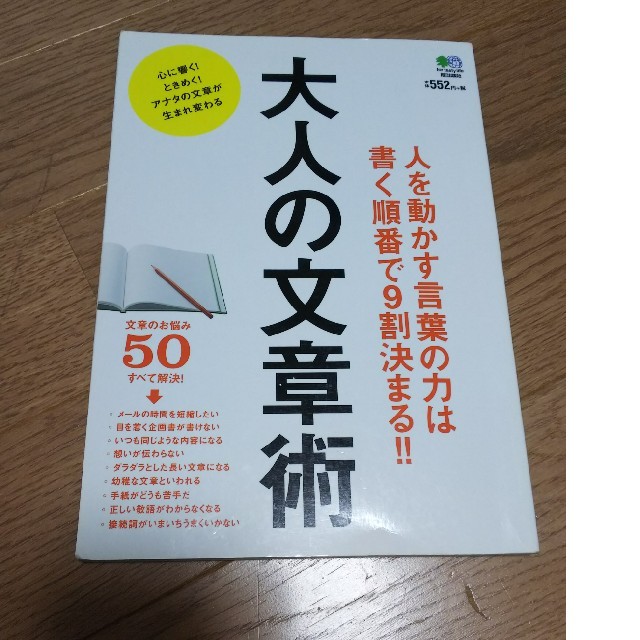 心に響く!
ときめく!
アナタの文章が
生まれ変わる
本体552円+税
大人の文章術
人を動かす言葉の力は
書く順番で9割決まる!!
文章のお悩み
50
すべて解決!
メールの時間を短縮したい
目を惹く企画書が書けない
いつも同じような内容になる
想いが伝わらない
ダラダラとした長い文章になる
幼稚な文章といわれる
手紙がどうも苦手だ
正しい敬語がわからなくなる
接続詞がいまいちうまくいかない